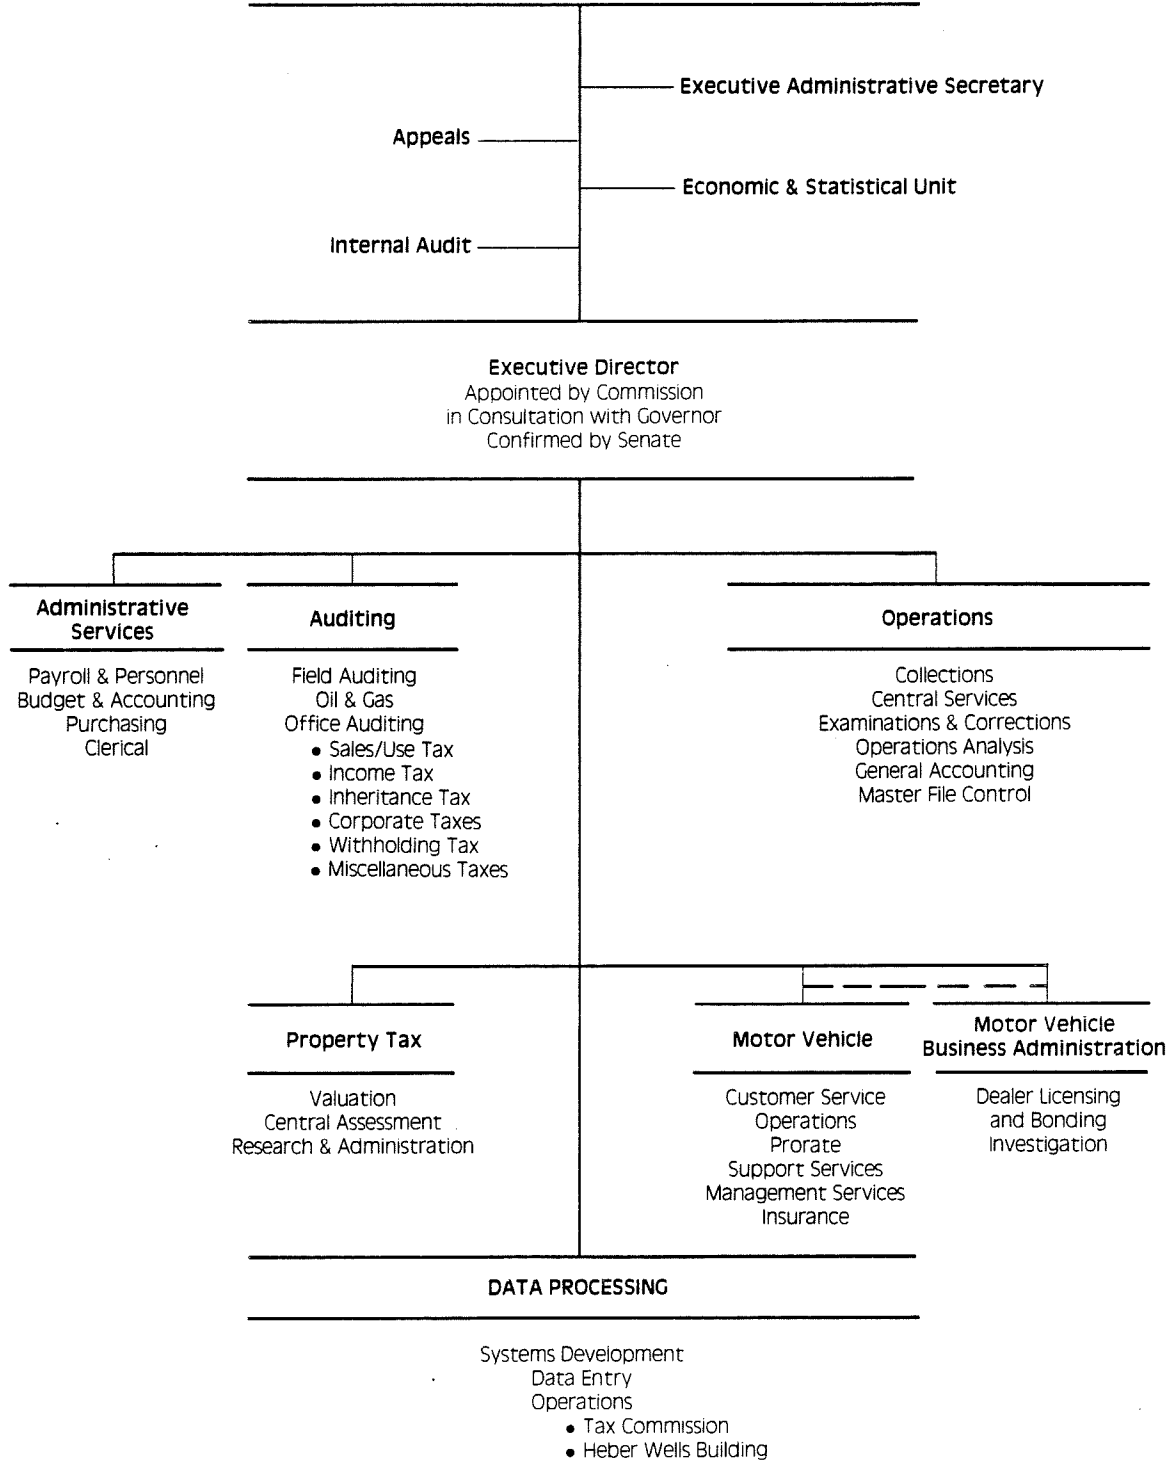 Executive Administrative Secretary
Appeals
Economic & Statistical Unit
Internal Audit
Executive Director
Appointed by Commission
in Consultation with Governor
Confirmed by Senate
Administrative
Services
Payroll & Personnel
Budget & Accounting
Purchasing
Clerical
Auditing
Field Auditing
Oil & Gas
Office Auditing
• Sales/Use Tax
• Income Tax
• Inheritance Tax
• Corporate Taxes
• Withholding Tax
• Miscellaneous Taxes
Operations
Collections
Central Services
Examinations & Corrections
Operations Analysis
General Accounting
Master File Control
Property Tax
Valuation
Central Assessment
Research & Administration
Motor Vehicle
Customer Service
Operations
Prorate
Support Services
Management Services
Insurance
Motor Vehicle
Business Administration
Dealer Licensing
and Bonding
Investigation
DATA PROCESSING
Systems Development
Data Entry
Operations
• Tax Commission
• Heber Wells Building